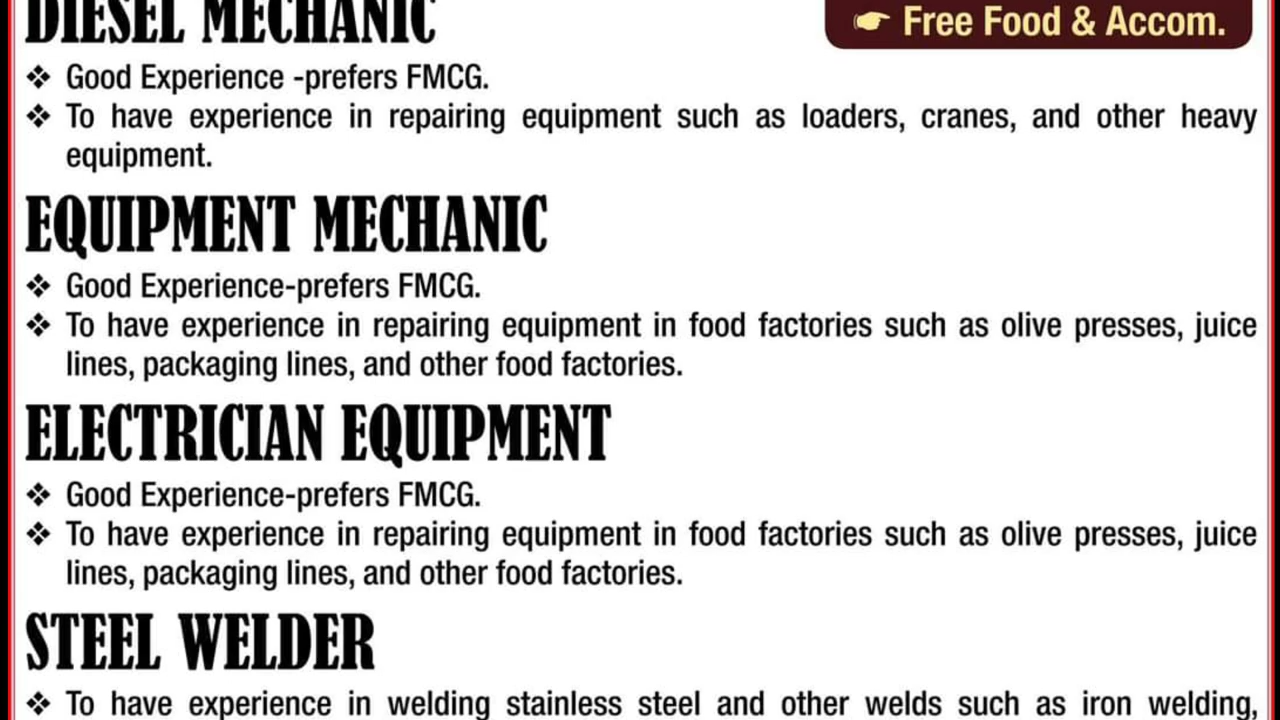 DIESEL MECHANIC
☛ Free Food & Accom.
❖ Good Experience -prefers FMCG.
❖ To have experience in repairing equipment such as loaders, cranes, and other heavy
equipment.
EQUIPMENT MECHANIC
❖ Good Experience-prefers FMCG.
❖ To have experience in repairing equipment in food factories such as olive presses, juice
lines, packaging lines, and other food factories.
ELECTRICIAN EQUIPMENT
❖ Good Experience-prefers FMCG.
❖ To have experience in repairing equipment in food factories such as olive presses, juice
lines, packaging lines, and other food factories.
STEEL WELDER
❖ To have experience in welding stainless steel and other welds such as iron welding,